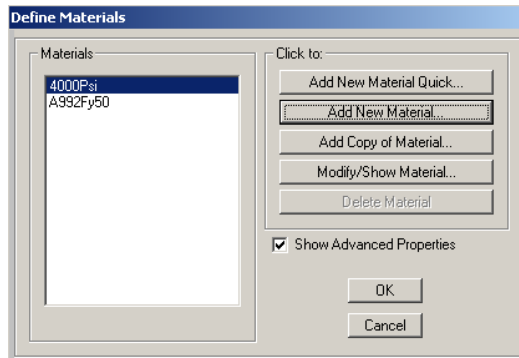 Define Materials
Materials
4000Psi
A992Fy50
Click to:
Add New Material Quick...
Add New Material...
Add Copy of Material...
Modify/Show Material...
Delete Material
Show Advanced Properties
OK
Cancel